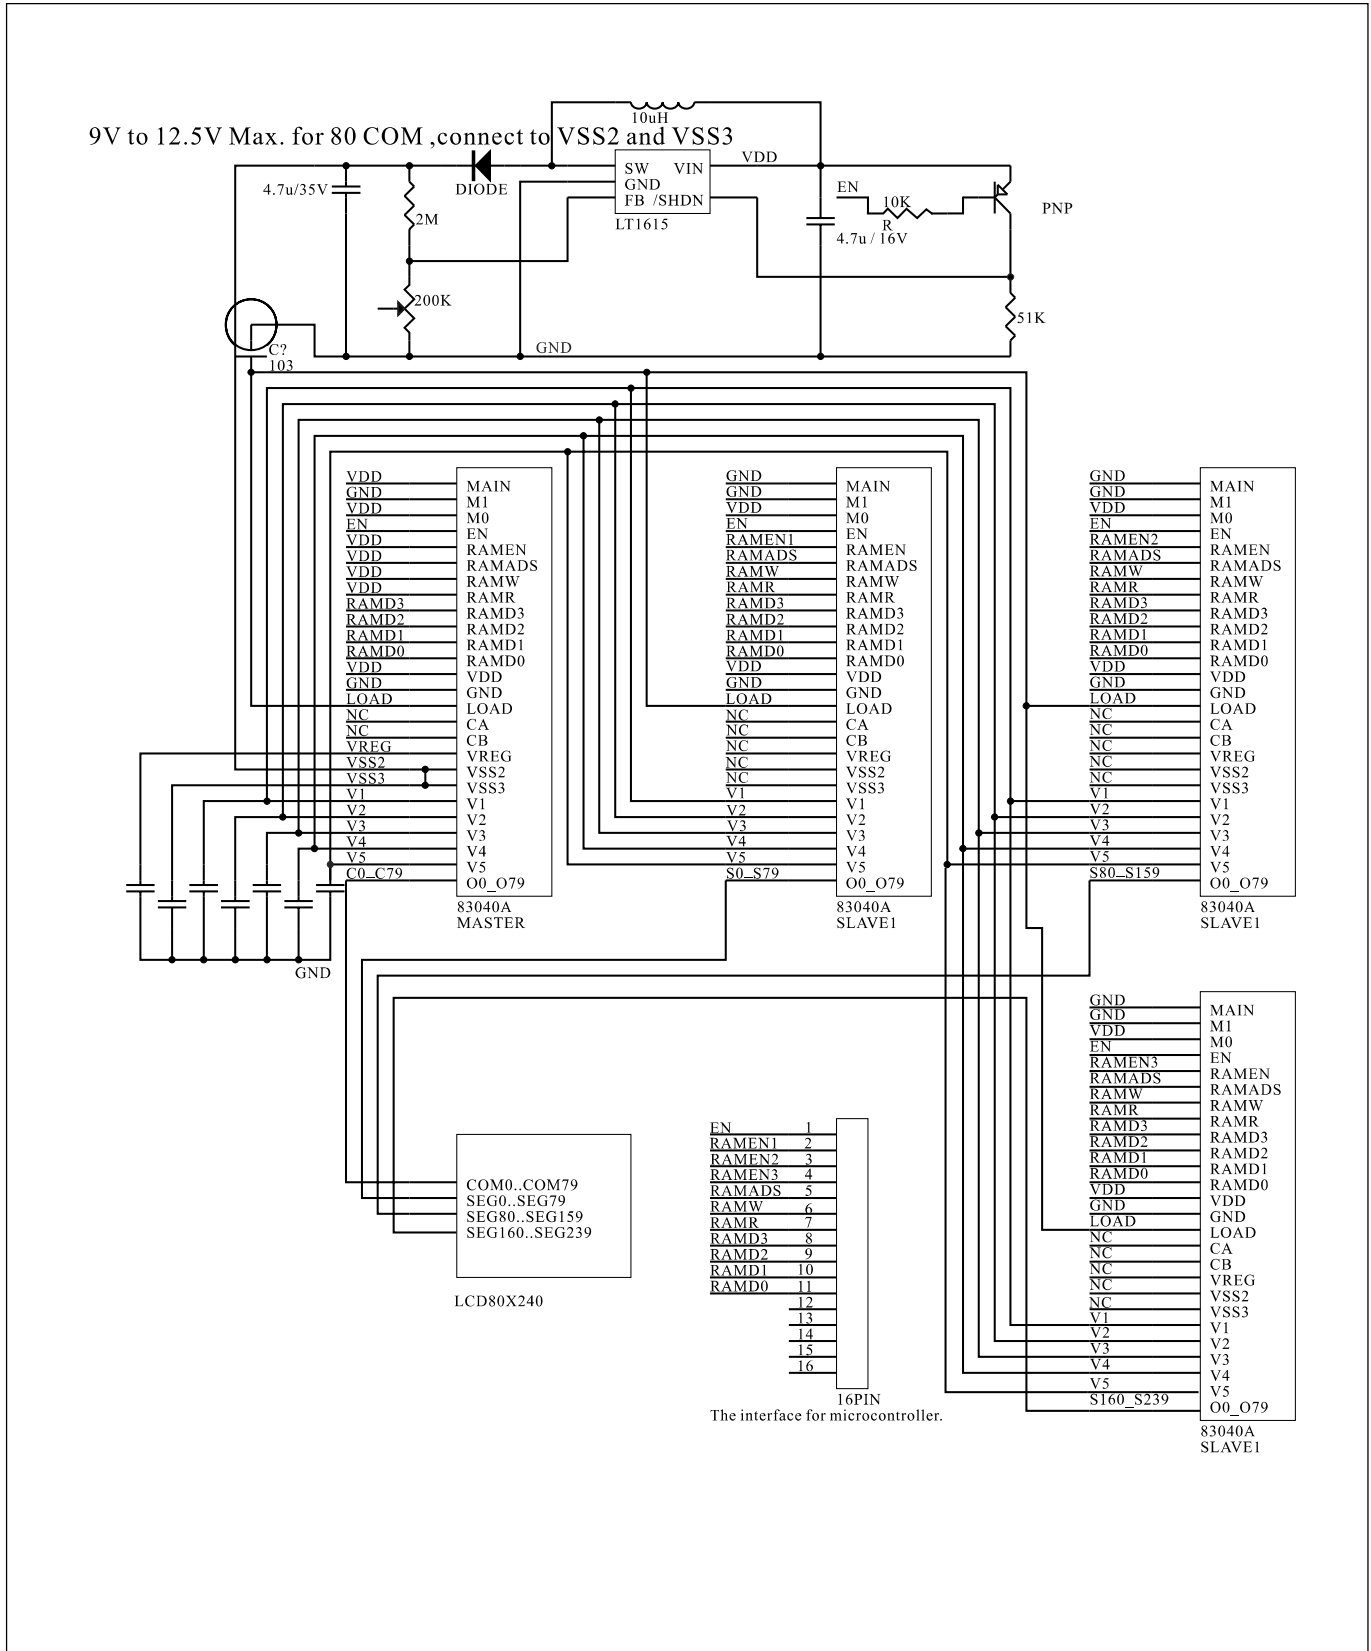 10uH
9V to 12.5V Max. for 80 COM ,connect to VSS2 and VSS3
SW VIN
GND
FB /SHDN
LT1615
VDD
4.7u/35V
DIODE
2M
EN
10K
R
4.7u / 16V
PNP
200K
51K
C?
103
GND
VDD MAIN
GND M1
VDD M0
EN EN
VDD RAMEN
VDD RAMADS
VDD RAMW
VDD RAMR
RAMD3 RAMD3
RAMD2 RAMD2
RAMD1 RAMD1
RAMD0 RAMD0
VDD VDD
GND GND
LOAD LOAD
NC CA
NC CB
VREG VREG
VSS2 VSS2
VSS3 VSS3
V1 V1
V2 V2
V3 V3
V4 V4
V5 V5
C0_C79 O0_O79
83040A
MASTER
GND
GND MAIN
GND M1
VDD M0
EN EN
RAMEN1 RAMEN
RAMADS RAMADS
RAMW RAMW
RAMR RAMR
RAMD3 RAMD3
RAMD2 RAMD2
RAMD1 RAMD1
RAMD0 RAMD0
VDD VDD
GND GND
LOAD LOAD
NC CA
NC CB
NC VREG
NC VSS2
NC VSS3
V1 V1
V2 V2
V3 V3
V4 V4
V5 V5
S0_S79 O0_O79
83040A
SLAVE1
GND MAIN
GND M1
VDD M0
EN EN
RAMEN2 RAMEN
RAMADS RAMADS
RAMW RAMW
RAMR RAMR
RAMD3 RAMD3
RAMD2 RAMD2
RAMD1 RAMD1
RAMD0 RAMD0
VDD VDD
GND GND
LOAD LOAD
NC CA
NC CB
NC VREG
NC VSS2
NC VSS3
V1 V1
V2 V2
V3 V3
V4 V4
V5 V5
S80_S159 O0_O79
83040A
SLAVE1
GND MAIN
GND M1
VDD M0
EN EN
RAMEN3 RAMEN
RAMADS RAMADS
RAMW RAMW
RAMR RAMR
RAMD3 RAMD3
RAMD2 RAMD2
RAMD1 RAMD1
RAMD0 RAMD0
VDD VDD
GND GND
LOAD LOAD
NC CA
NC CB
NC VREG
NC VSS2
NC VSS3
V1 V1
V2 V2
V3 V3
V4 V4
V5 V5
S160_S239 O0_O79
83040A
SLAVE1
COM0..COM79
SEG0..SEG79
SEG80..SEG159
SEG160..SEG239
LCD80X240
EN 1
RAMEN1 2
RAMEN2 3
RAMEN3 4
RAMADS 5
RAMW 6
RAMR 7
RAMD3 8
RAMD2 9
RAMD1 10
RAMD0 11
12
13
14
15
16
16PIN
The interface for microcontroller.